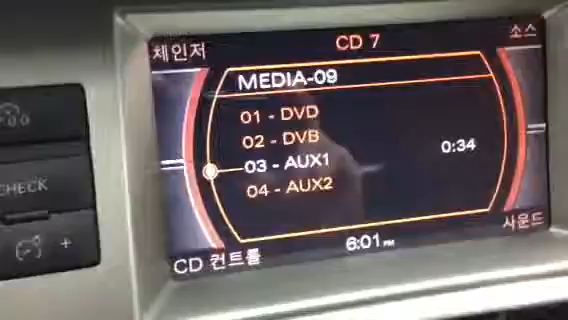 체인저 CD 7 소스
MEDIA-09
01 - DVD
02 - DVB
03 - AUX1 0:34
04 - AUX2
CD 컨트롤 6:01 PM 사운드
CHECK
+